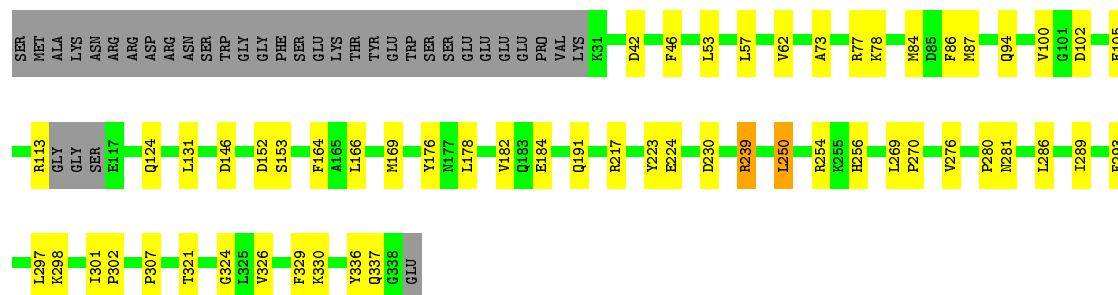 SER MET ALA LYS ASN ARG ARG ASP ARG ASN SER TRP GLY GLY PHE SER GLU LYS THR TYR GLU TRP SER SER GLU GLU GLU GLU PRO VAL LYS K31 D42 F46 L53 L57 V62 A73 R77 K78 M84 D85 F86 M87 Q94 V100 G101 D102
R113 GLY GLY SER E117 Q124 L131 D146 D152 S153 F164 A165 L166 M169 Y176 N177 L178 V182 Q183 E184 Q191 R217 Y223 E224 D230 R239 L250 R254 K255 H256 L269 P270 V276 P280 N281 L286 I289
L297 K298 I301 P302 P307 T321 G324 L325 V326 F329 K330 Y336 Q337 G338 GLU